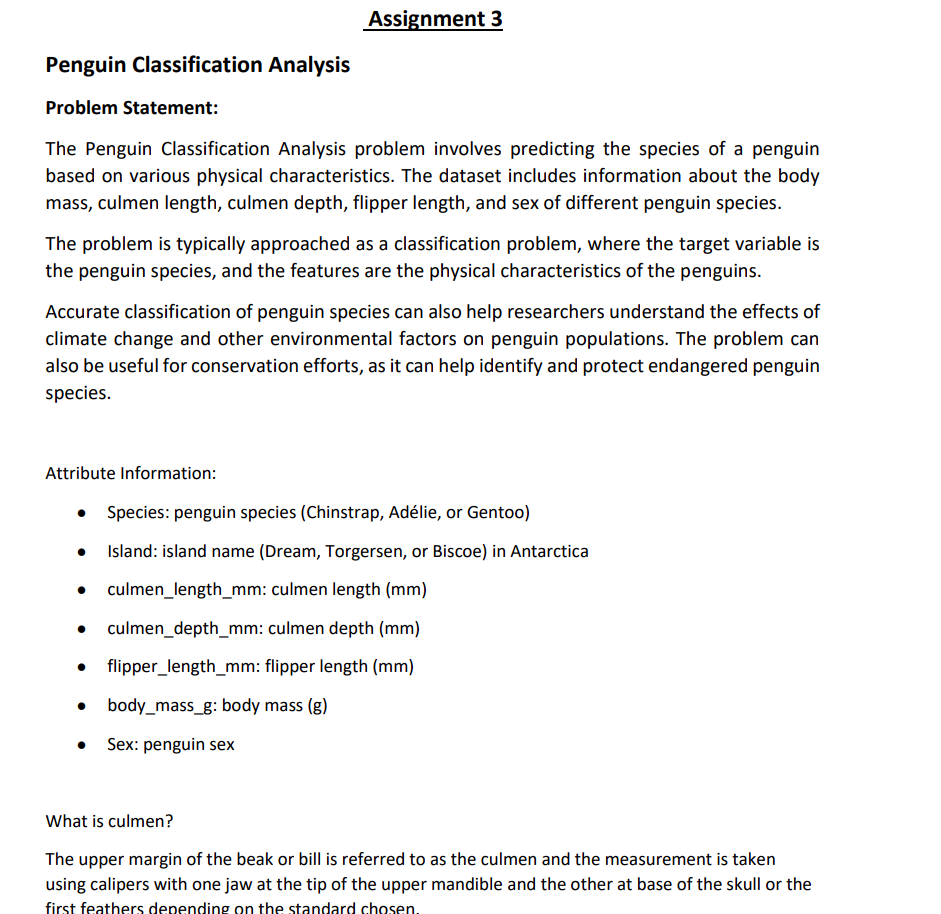 Assignment 3
Penguin Classification Analysis
Problem Statement:
The Penguin Classification Analysis problem involves predicting the species of a penguin
based on various physical characteristics. The dataset includes information about the body
mass, culmen length, culmen depth, flipper length, and sex of different penguin species.
The problem is typically approached as a classification problem, where the target variable is
the penguin species, and the features are the physical characteristics of the penguins.
Accurate classification of penguin species can also help researchers understand the effects of
climate change and other environmental factors on penguin populations. The problem can
also be useful for conservation efforts, as it can help identify and protect endangered penguin
species.
Attribute Information:
• Species: penguin species (Chinstrap, Adélie, or Gentoo)
• Island: island name (Dream, Torgersen, or Biscoe) in Antarctica
• culmen_length_mm: culmen length (mm)
• culmen_depth_mm: culmen depth (mm)
• flipper_length_mm: flipper length (mm)
• body_mass_g: body mass (g)
• Sex: penguin sex
What is culmen?
The upper margin of the beak or bill is referred to as the culmen and the measurement is taken
using calipers with one jaw at the tip of the upper mandible and the other at base of the skull or the
first feathers depending on the standard chosen.